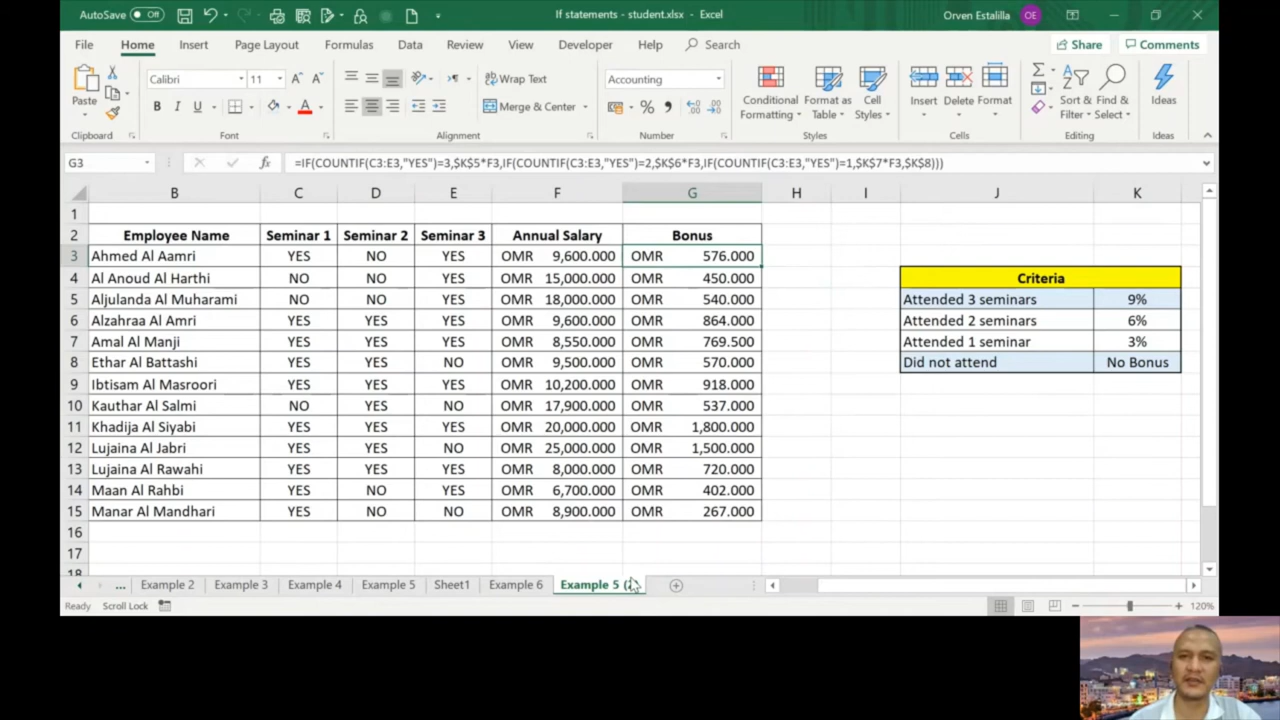 AutoSave Off If statements - student.xlsx - Excel Orven Estalilla OE
File Home Insert Page Layout Formulas Data Review View Developer Help Search Share Comments
Calibri 11 Wrap Text Accounting
Paste B I U A Merge & Center % Conditional Formatting Format as Table Cell Styles Insert Delete Format Sort & Filter Find & Select Ideas
Clipboard Font Alignment Number Styles Cells Editing Ideas
G3 fx =IF(COUNTIF(C3:E3,"YES")=3,$K$5*F3,IF(COUNTIF(C3:E3,"YES")=2,$K$6*F3,IF(COUNTIF(C3:E3,"YES")=1,$K$7*F3,$K$8)))
B C D E F G H I J K
1
2 Employee Name Seminar 1 Seminar 2 Seminar 3 Annual Salary Bonus
3 Ahmed Al Aamri YES NO YES OMR 9,600.000 OMR 576.000
4 Al Anoud Al Harthi NO NO YES OMR 15,000.000 OMR 450.000 Criteria
5 Aljulanda Al Muharami NO NO YES OMR 18,000.000 OMR 540.000 Attended 3 seminars 9%
6 Alzahraa Al Amri YES YES YES OMR 9,600.000 OMR 864.000 Attended 2 seminars 6%
7 Amal Al Manji YES YES YES OMR 8,550.000 OMR 769.500 Attended 1 seminar 3%
8 Ethar Al Battashi YES YES NO OMR 9,500.000 OMR 570.000 Did not attend No Bonus
9 Ibtisam Al Masroori YES YES YES OMR 10,200.000 OMR 918.000
10 Kauthar Al Salmi NO YES NO OMR 17,900.000 OMR 537.000
11 Khadija Al Siyabi YES YES YES OMR 20,000.000 OMR 1,800.000
12 Lujaina Al Jabri YES YES NO OMR 25,000.000 OMR 1,500.000
13 Lujaina Al Rawahi YES YES YES OMR 8,000.000 OMR 720.000
14 Maan Al Rahbi YES NO YES OMR 6,700.000 OMR 402.000
15 Manar Al Mandhari YES NO NO OMR 8,900.000 OMR 267.000
16
17
18
... Example 2 Example 3 Example 4 Example 5 Sheet1 Example 6 Example 5 (
Ready Scroll Lock 120%